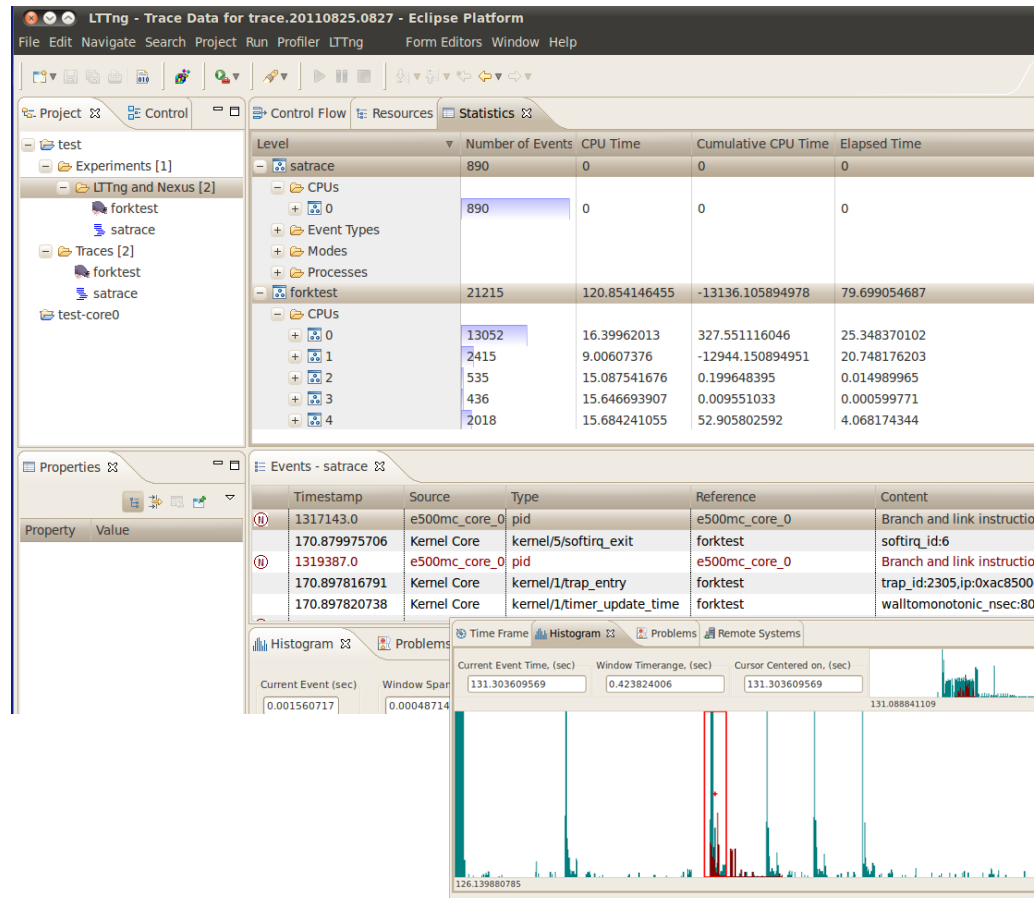 LTTng - Trace Data for trace.20110825.0827 - Eclipse Platform
File Edit Navigate Search Project Run Profiler LTTng Form Editors Window Help
010
Project Control
Control Flow Resources Statistics
test
Experiments [1]
LTTng and Nexus [2]
forktest
satrace
Traces [2]
forktest
satrace
test-core0
Level Number of Events CPU Time Cumulative CPU Time Elapsed Time
satrace 890 0 0 0
CPUs
0 890 0 0 0
Event Types
Modes
Processes
forktest 21215 120.854146455 -13136.105894978 79.699054687
CPUs
0 13052 16.39962013 327.551116046 25.348370102
1 2415 9.00607376 -12944.150894951 20.748176203
2 535 15.087541676 0.199648395 0.014989965
3 436 15.646693907 0.009551033 0.000599771
4 2018 15.684241055 52.905802592 4.068174344
Properties
Property Value
Events - satrace
Timestamp Source Type Reference Content
N 1317143.0 e500mc_core_0 pid e500mc_core_0 Branch and link instructio
170.879975706 Kernel Core kernel/5/softirq_exit forktest softirq_id:6
N 1319387.0 e500mc_core_0 pid e500mc_core_0 Branch and link instructio
170.897816791 Kernel Core kernel/1/trap_entry forktest trap_id:2305,ip:0xac8500
170.897820738 Kernel Core kernel/1/timer_update_time forktest walltomonotonic_nsec:80
Histogram Problems
Current Event (sec) Window Span
0.001560717 0.00048714
Time Frame Histogram Problems Remote Systems
Current Event Time, (sec) Window Timerange, (sec) Cursor Centered on, (sec)
131.303609569 0.423824006 131.303609569
131.088841109
126.139880785